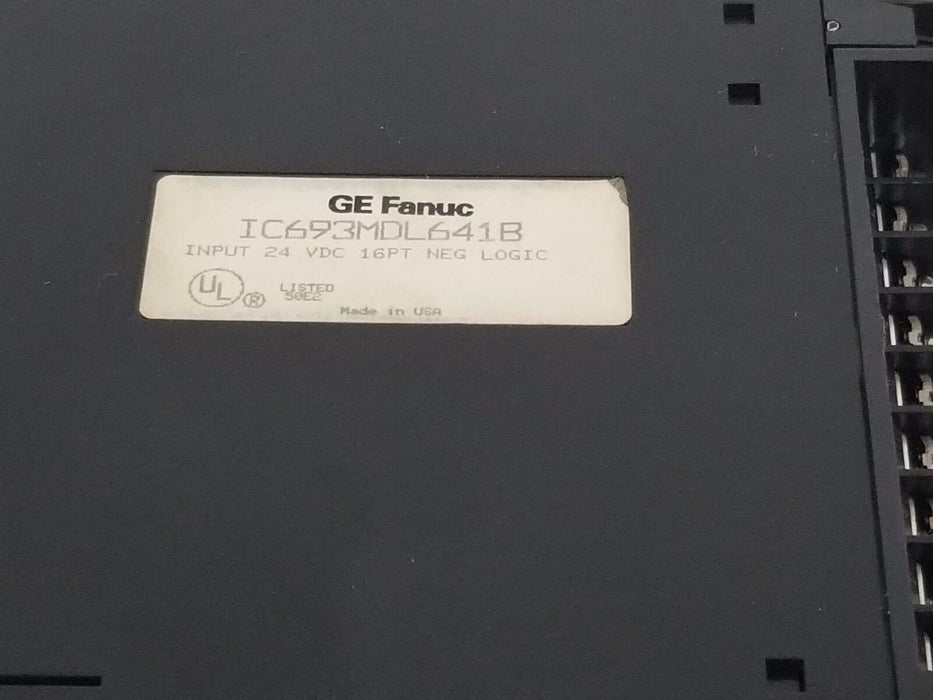 GE Fanuc
IC693MDL641B
INPUT 24 VDC 16PT NEG LOGIC
UL ® LISTED
50E2
Made in USA